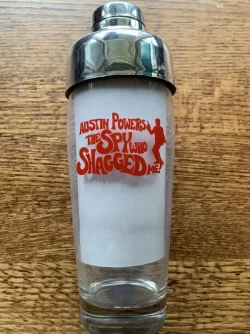 AUSTIN POWERS
THE SPY WHO
SHAGGED ME!